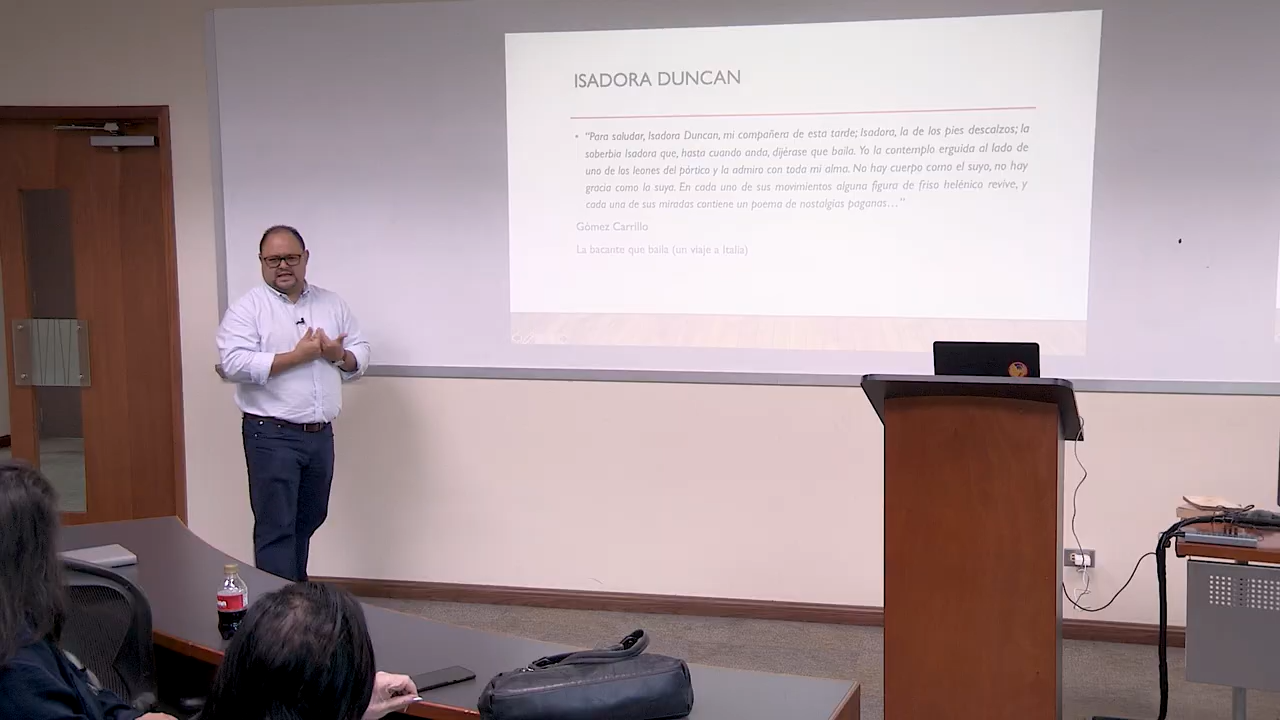 ISADORA DUNCAN
• "Para saludar, Isadora Duncan, mi compañera de esta tarde; Isadora, la de los pies descalzos; la
soberbia Isadora que, hasta cuando anda, dijérase que baila. Yo la contemplo erguida al lado de
uno de los leones del pórtico y la admiro con toda mi alma. No hay cuerpo como el suyo, no hay
gracia como la suya. En cada uno de sus movimientos alguna figura de friso helénico revive, y
cada una de sus miradas contiene un poema de nostalgias paganas…"
Gómez Carrillo
La bacante que baila (un viaje a Italia)